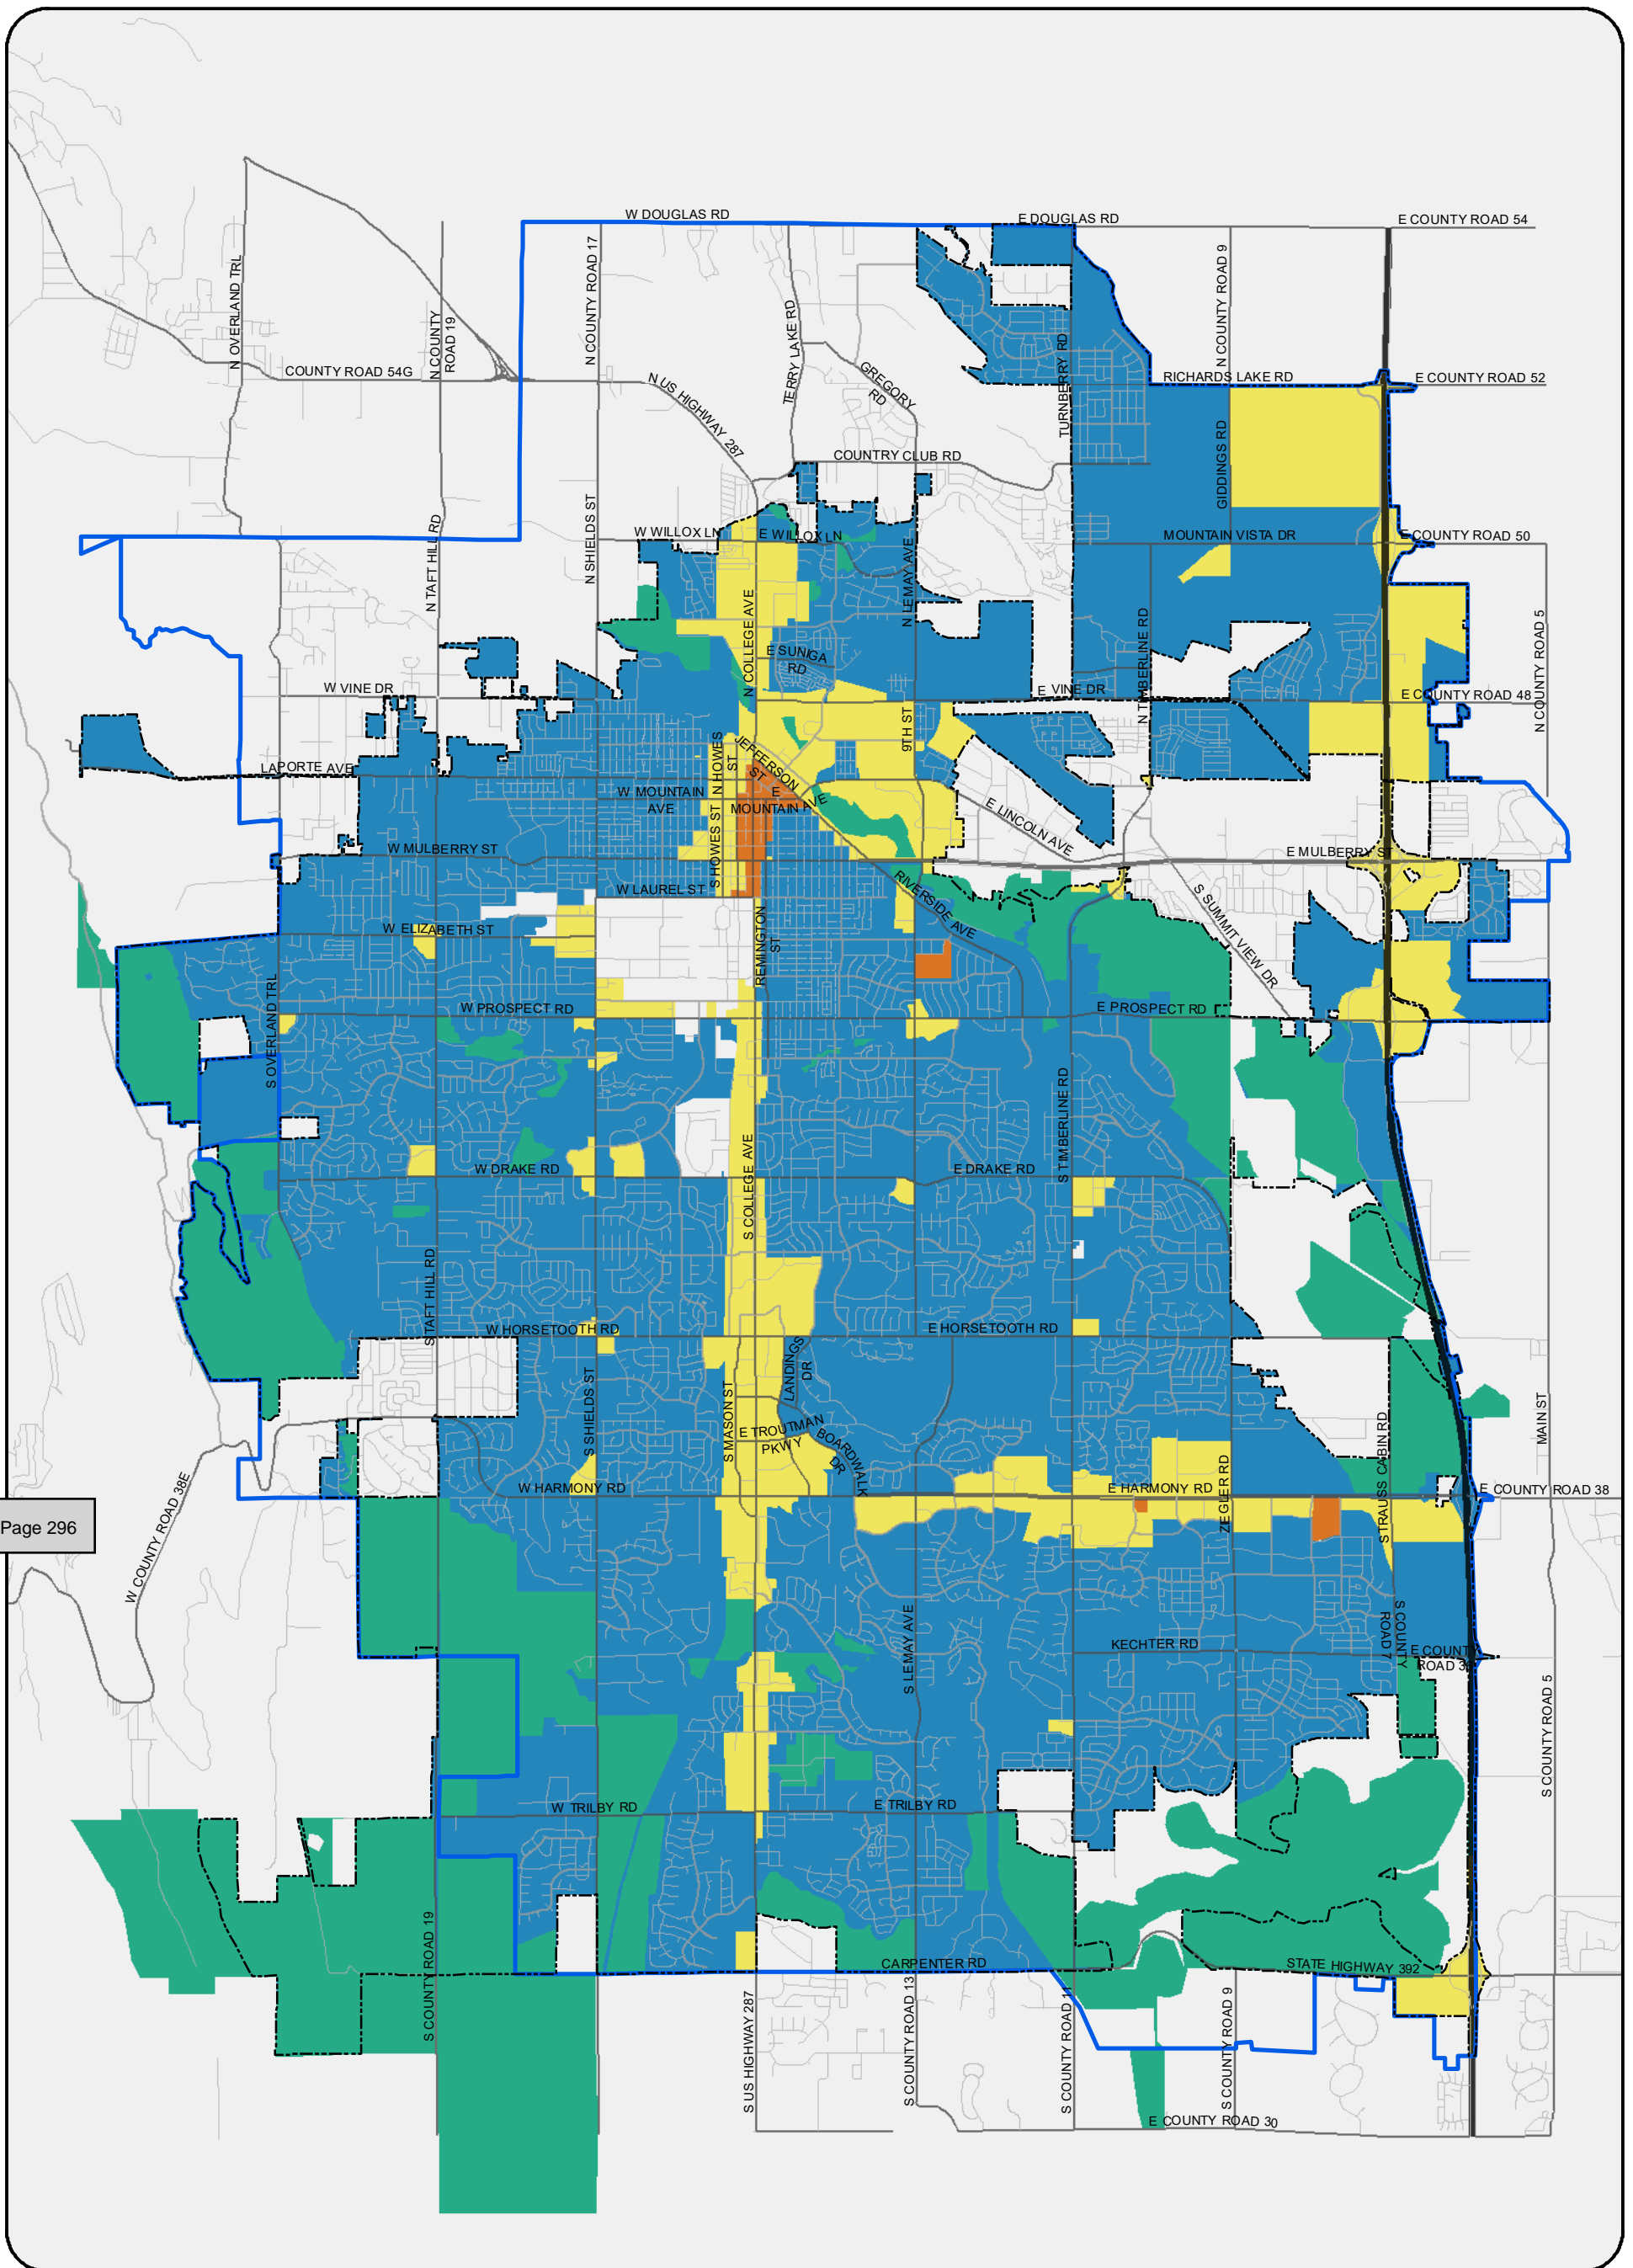 W DOUGLAS RD
E DOUGLAS RD
E COUNTY ROAD 54
N OVERLAND TRL
N COUNTY
ROAD 19
N COUNTY ROAD 17
TERRY LAKE RD
GREGORY
RD
TURNBERRY RD
N COUNTY ROAD 9
COUNTY ROAD 54G
N US HIGHWAY 287
RICHARDS LAKE RD
E COUNTY ROAD 52
COUNTRY CLUB RD
GIDDINGS RD
N TAFT HILL RD
N SHIELDS ST
W WILLOX LN
E WILLOX LN
N LEMAY AVE
MOUNTAIN VISTA DR
E COUNTY ROAD 50
N COLLEGE AVE
N TIMBERLINE RD
N COUNTY ROAD 5
E SUNIGA
RD
W VINE DR
E VINE DR
E COUNTY ROAD 48
9TH ST
LAPORTE AVE
N HOWES
ST
JEFFERSON
ST
W MOUNTAIN
AVE
E
MOUNTAIN AVE
E LINCOLN AVE
S HOWES ST
W MULBERRY ST
E MULBERRY ST
W LAUREL ST
RIVERSIDE AVE
S SUMMIT VIEW DR
REMINGTON
ST
W ELIZABETH ST
S OVERLAND TRL
W PROSPECT RD
E PROSPECT RD
S TIMBERLINE RD
S COLLEGE AVE
W DRAKE RD
E DRAKE RD
S TAFT HILL RD
W HORSETOOTH RD
E HORSETOOTH RD
LANDINGS
DR
S SHIELDS ST
S MASON ST
E TROUTMAN
PKWY
BOARDWALK
DR
STRAUSS CABIN RD
MAIN ST
W HARMONY RD
E HARMONY RD
ZIEGLER RD
E COUNTY ROAD 38
Page 296
W COUNTY ROAD 38E
S LEMAY AVE
KECHTER RD
S COUNTY
ROAD 7
E COUNTY
S COUNTY ROAD 5
W TRILBY RD
E TRILBY RD
S COUNTY ROAD 19
CARPENTER RD
STATE HIGHWAY 392
S US HIGHWAY 287
S COUNTY ROAD 13
S COUNTY ROAD 11
S COUNTY ROAD 9
E COUNTY ROAD 30